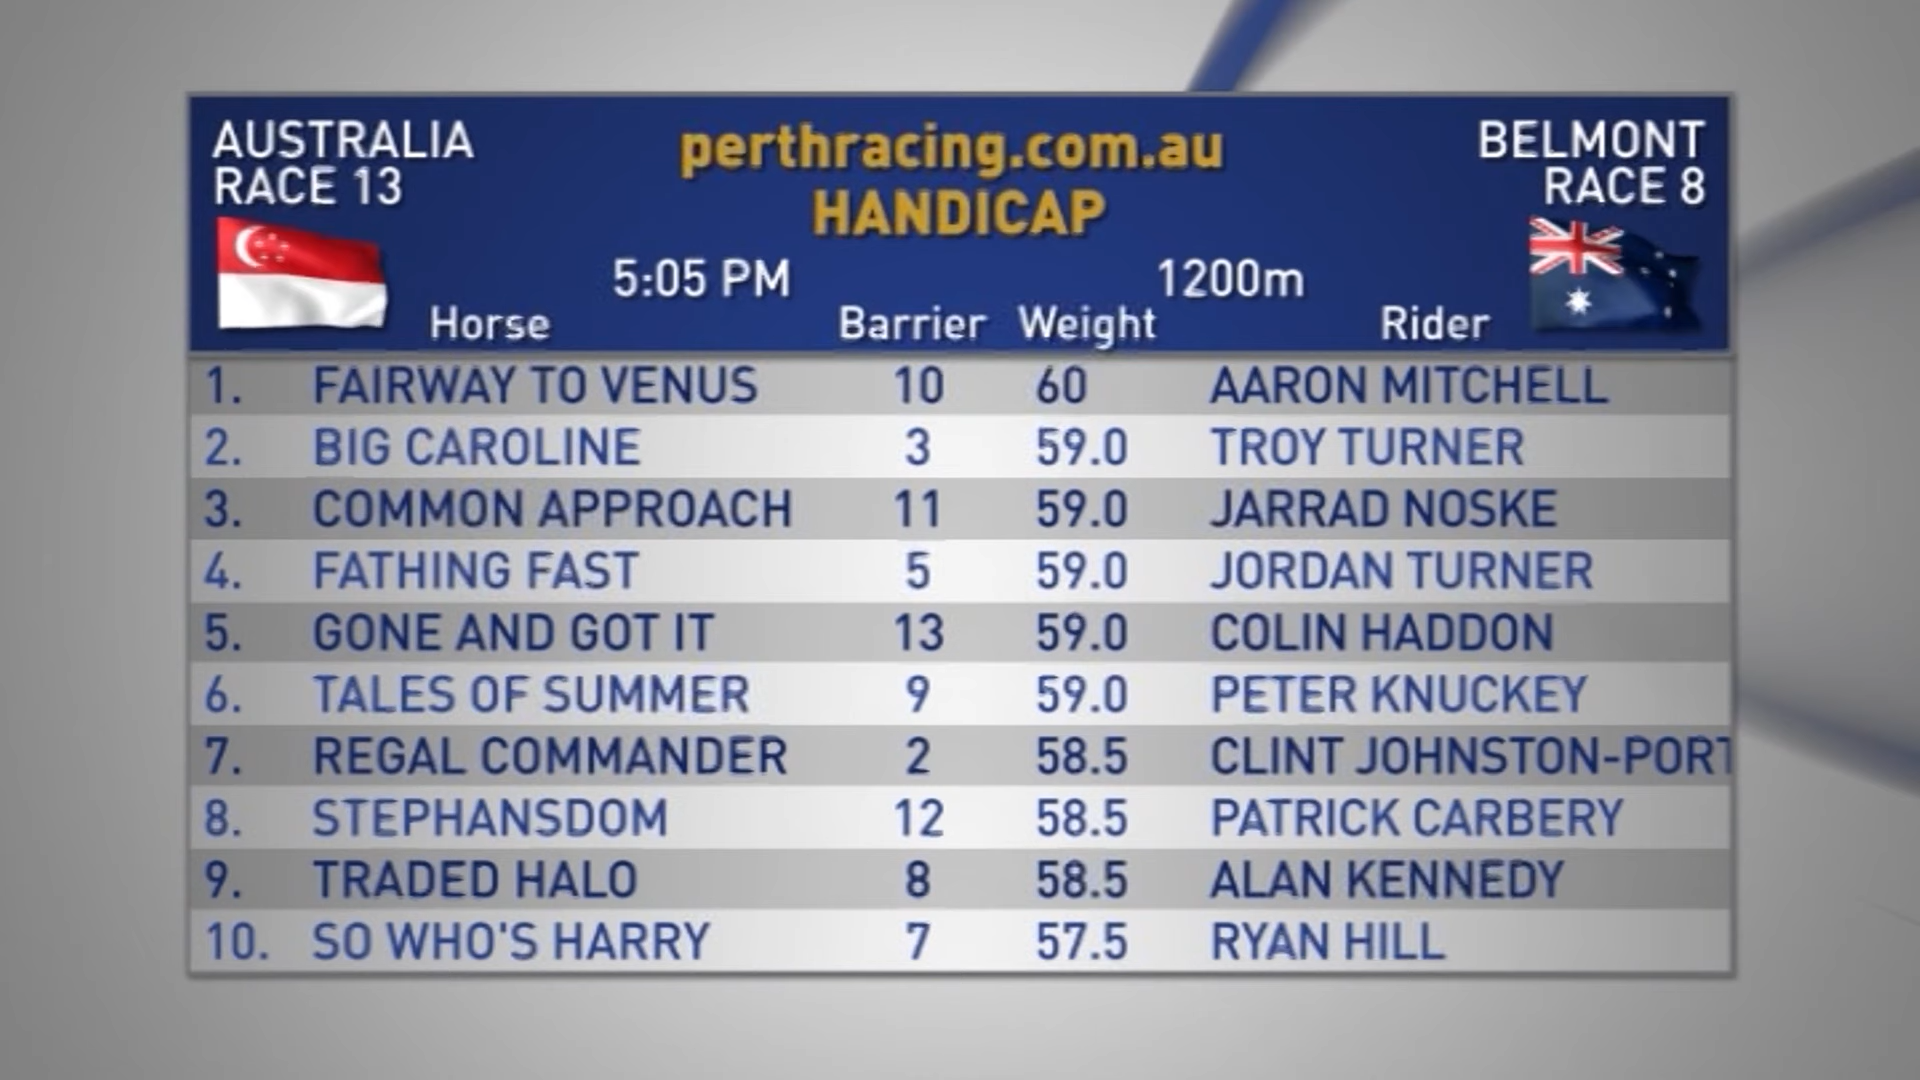 AUSTRALIA
RACE 13
perthracing.com.au
HANDICAP
BELMONT
RACE 8
5:05 PM 1200m
Horse Barrier Weight Rider
1. FAIRWAY TO VENUS 10 60 AARON MITCHELL
2. BIG CAROLINE 3 59.0 TROY TURNER
3. COMMON APPROACH 11 59.0 JARRAD NOSKE
4. FATHING FAST 5 59.0 JORDAN TURNER
5. GONE AND GOT IT 13 59.0 COLIN HADDON
6. TALES OF SUMMER 9 59.0 PETER KNUCKEY
7. REGAL COMMANDER 2 58.5 CLINT JOHNSTON-PORT
8. STEPHANSDOM 12 58.5 PATRICK CARBERY
9. TRADED HALO 8 58.5 ALAN KENNEDY
10. SO WHO'S HARRY 7 57.5 RYAN HILL